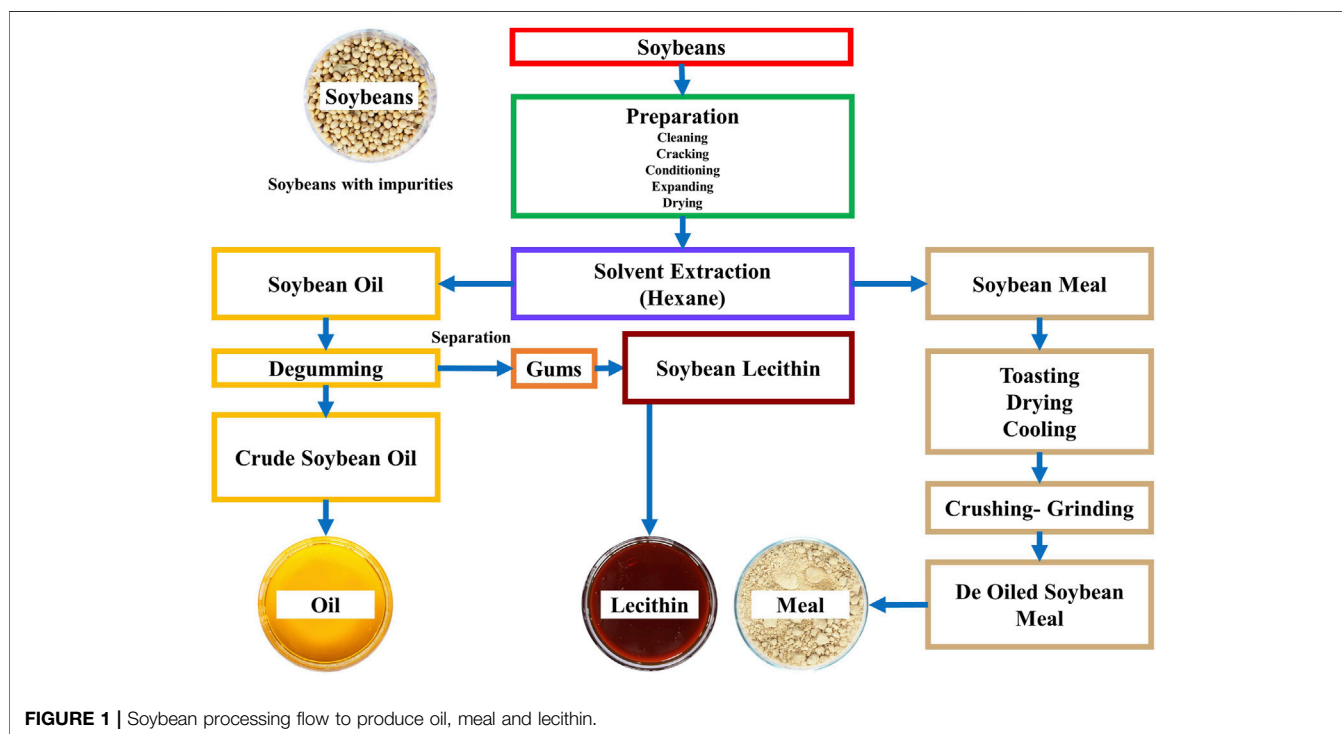 Soybeans
Soybeans
Soybeans with impurities
Preparation
Cleaning
Cracking
Conditioning
Expanding
Drying
Soybean Oil
Solvent Extraction
(Hexane)
Soybean Meal
Separation
Degumming
Gums
Soybean Lecithin
Toasting
Drying
Cooling
Crude Soybean Oil
Crushing- Grinding
De Oiled Soybean
Meal
Oil
Lecithin
Meal
FIGURE 1 | Soybean processing flow to produce oil, meal and lecithin.